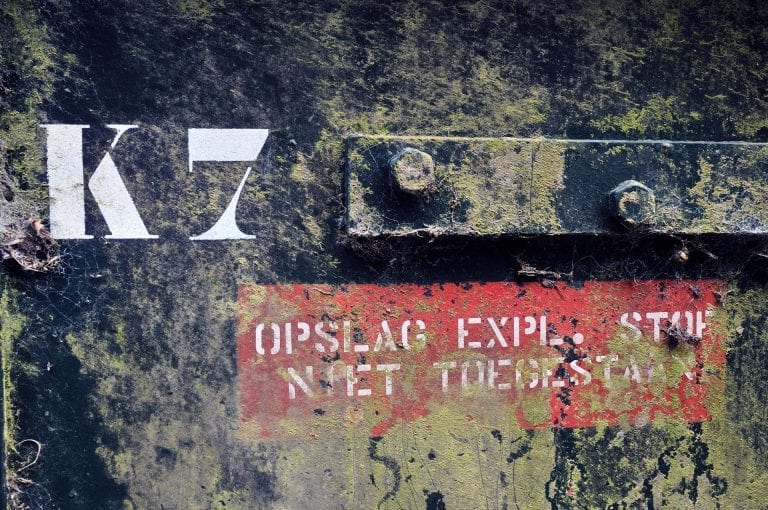 K7
OPSLAG EXPL. STOF
NIET TOEGESTAAN